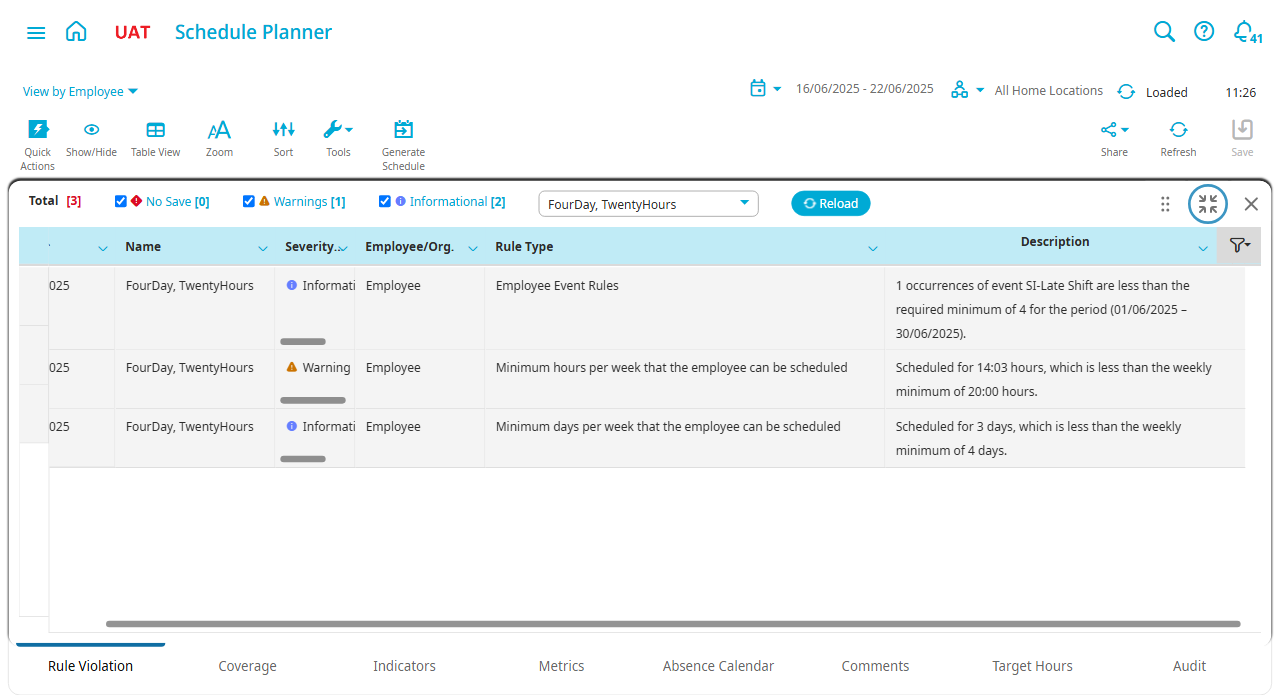 UAT Schedule Planner
41
View by Employee
16/06/2025 - 22/06/2025
All Home Locations
Loaded
11:26
Quick Actions
Show/Hide
Table View
Zoom
Sort
Tools
Generate Schedule
Share
Refresh
Save
Total [3]
No Save [0]
Warnings [1]
Informational [2]
FourDay, TwentyHours
Reload
Name
Severity...
Employee/Org.
Rule Type
Description
025
FourDay, TwentyHours
Informati
Employee
Employee Event Rules
1 occurrences of event SI-Late Shift are less than the
required minimum of 4 for the period (01/06/2025 –
30/06/2025).
025
FourDay, TwentyHours
Warning
Employee
Minimum hours per week that the employee can be scheduled
Scheduled for 14:03 hours, which is less than the weekly
minimum of 20:00 hours.
025
FourDay, TwentyHours
Informati
Employee
Minimum days per week that the employee can be scheduled
Scheduled for 3 days, which is less than the weekly
minimum of 4 days.
Rule Violation
Coverage
Indicators
Metrics
Absence Calendar
Comments
Target Hours
Audit